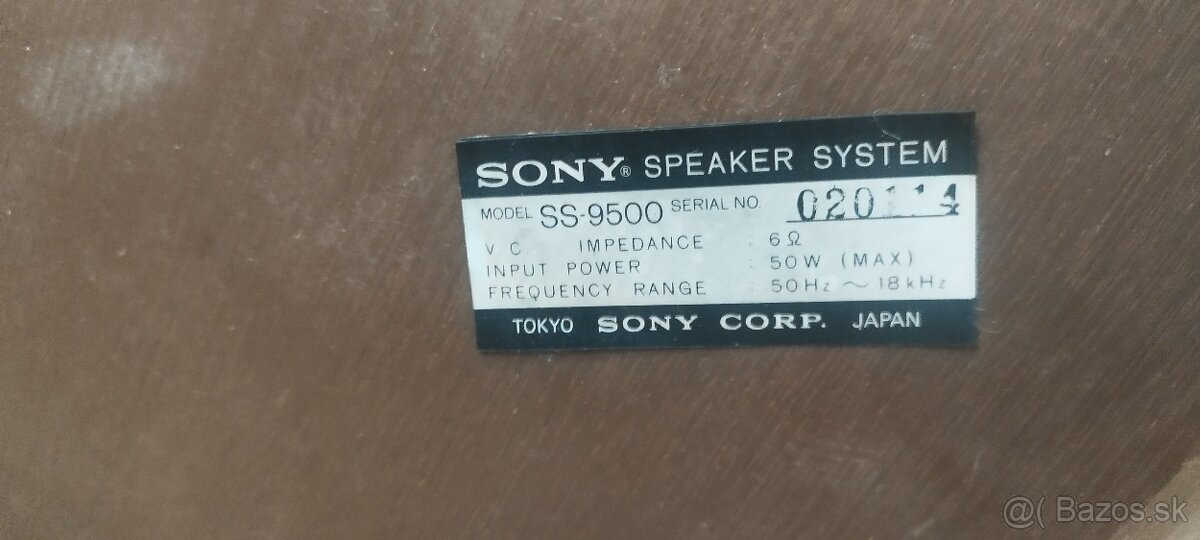 SONY® SPEAKER SYSTEM
MODEL SS-9500 SERIAL NO.
V C IMPEDANCE : 6Ω
INPUT POWER : 50W (MAX)
FREQUENCY RANGE : 50Hz ~ 18kHz
TOKYO SONY CORP. JAPAN
@( Bazos.sk